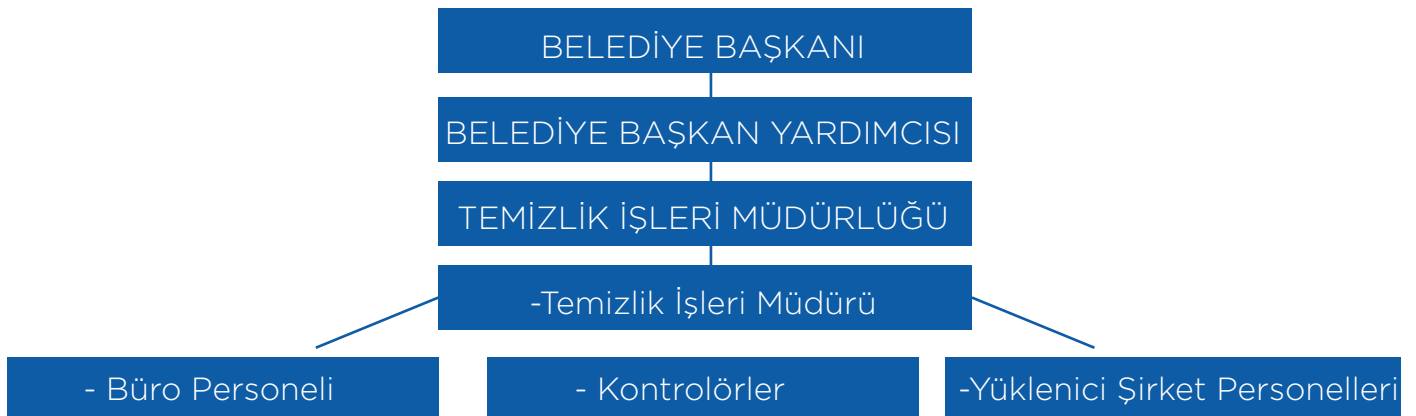 BELEDİYE BAŞKANI
BELEDİYE BAŞKAN YARDIMCISI
TEMİZLİK İŞLERİ MÜDÜRLÜĞÜ
-Temizlik İşleri Müdürü
- Büro Personeli
- Kontrolörler
-Yüklenici Şirket Personelleri